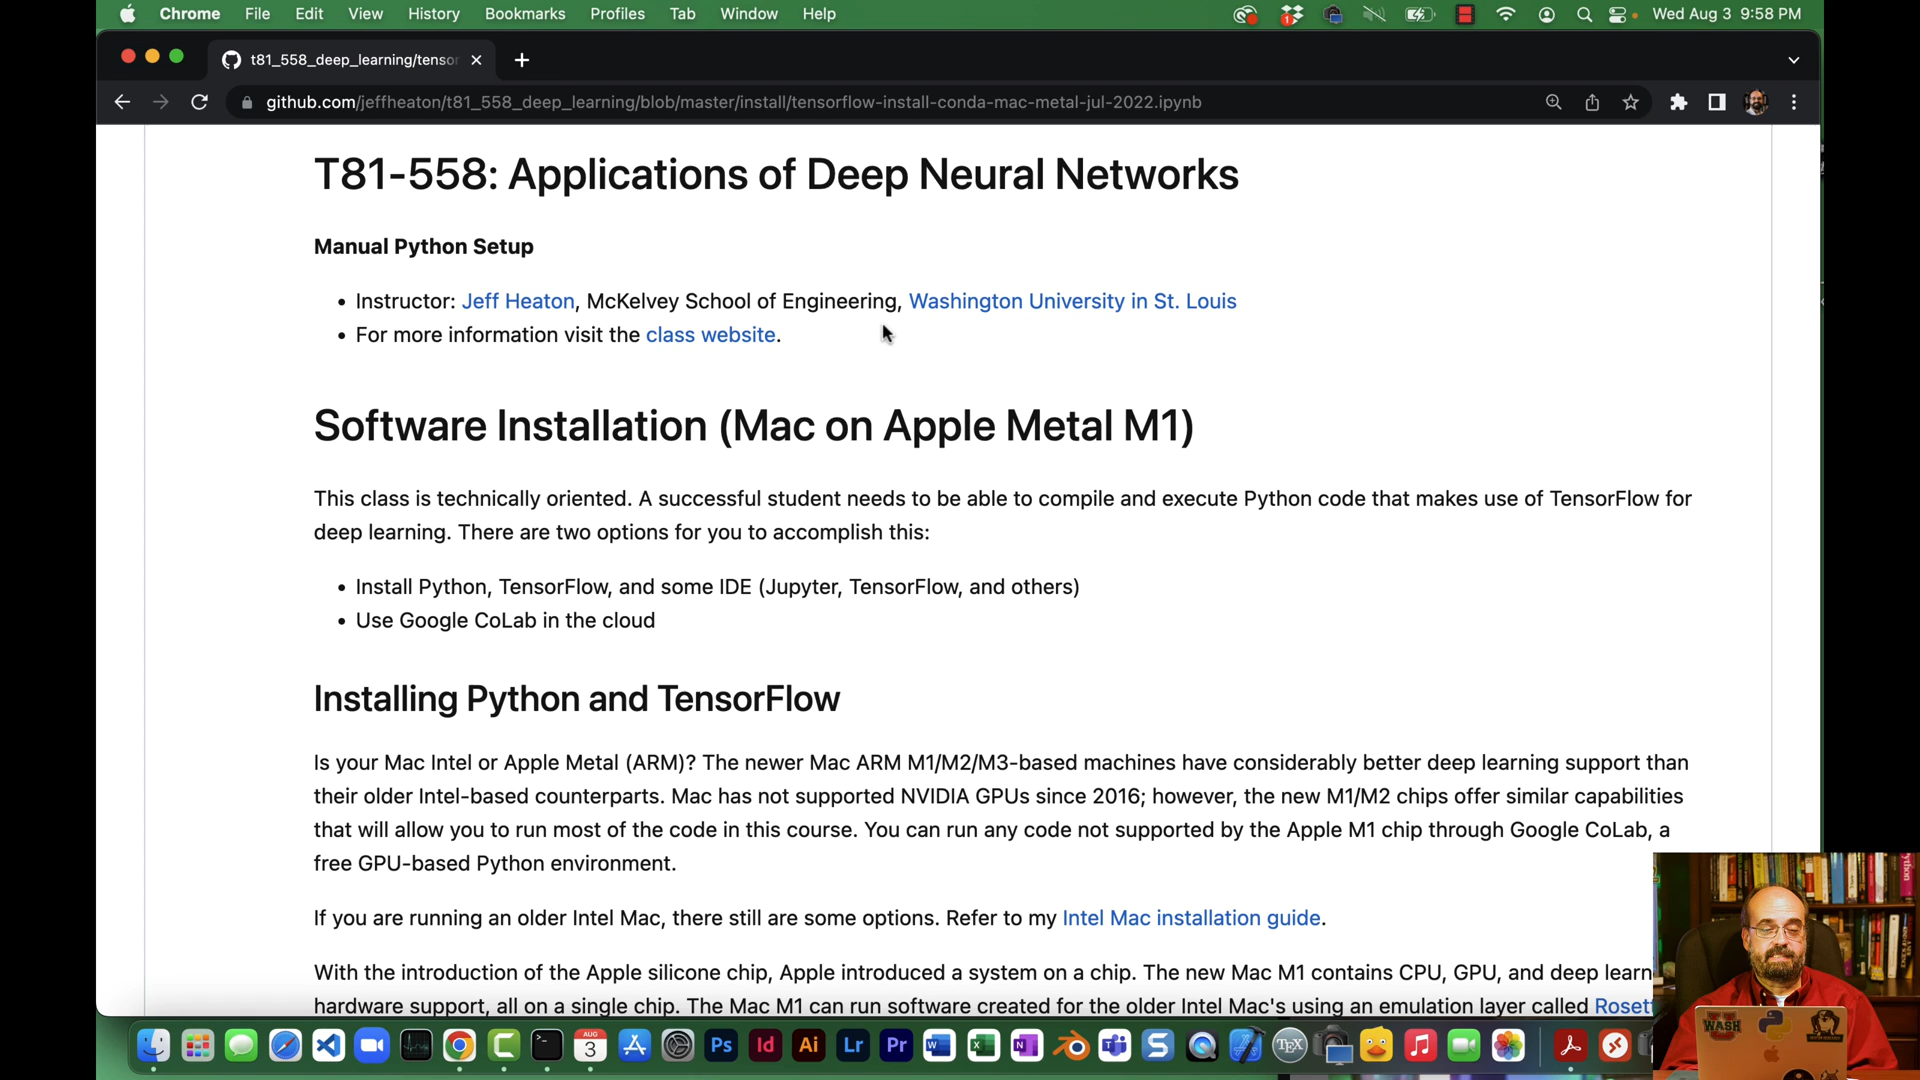 Chrome File Edit View History Bookmarks Profiles Tab Window Help Wed Aug 3 9:58 PM
t81_558_deep_learning/tensor
github.com/jeffheaton/t81_558_deep_learning/blob/master/install/tensorflow-install-conda-mac-metal-jul-2022.ipynb
T81-558: Applications of Deep Neural Networks
Manual Python Setup
• Instructor: Jeff Heaton, McKelvey School of Engineering, Washington University in St. Louis
• For more information visit the class website.
Software Installation (Mac on Apple Metal M1)
This class is technically oriented. A successful student needs to be able to compile and execute Python code that makes use of TensorFlow for
deep learning. There are two options for you to accomplish this:
• Install Python, TensorFlow, and some IDE (Jupyter, TensorFlow, and others)
• Use Google CoLab in the cloud
Installing Python and TensorFlow
Is your Mac Intel or Apple Metal (ARM)? The newer Mac ARM M1/M2/M3-based machines have considerably better deep learning support than
their older Intel-based counterparts. Mac has not supported NVIDIA GPUs since 2016; however, the new M1/M2 chips offer similar capabilities
that will allow you to run most of the code in this course. You can run any code not supported by the Apple M1 chip through Google CoLab, a
free GPU-based Python environment.
If you are running an older Intel Mac, there still are some options. Refer to my Intel Mac installation guide.
With the introduction of the Apple silicone chip, Apple introduced a system on a chip. The new Mac M1 contains CPU, GPU, and deep learn
hardware support, all on a single chip. The Mac M1 can run software created for the older Intel Mac's using an emulation layer called Rosett
AUG
3
Ps Id Ai Lr Pr W X N T S TEX
WASH